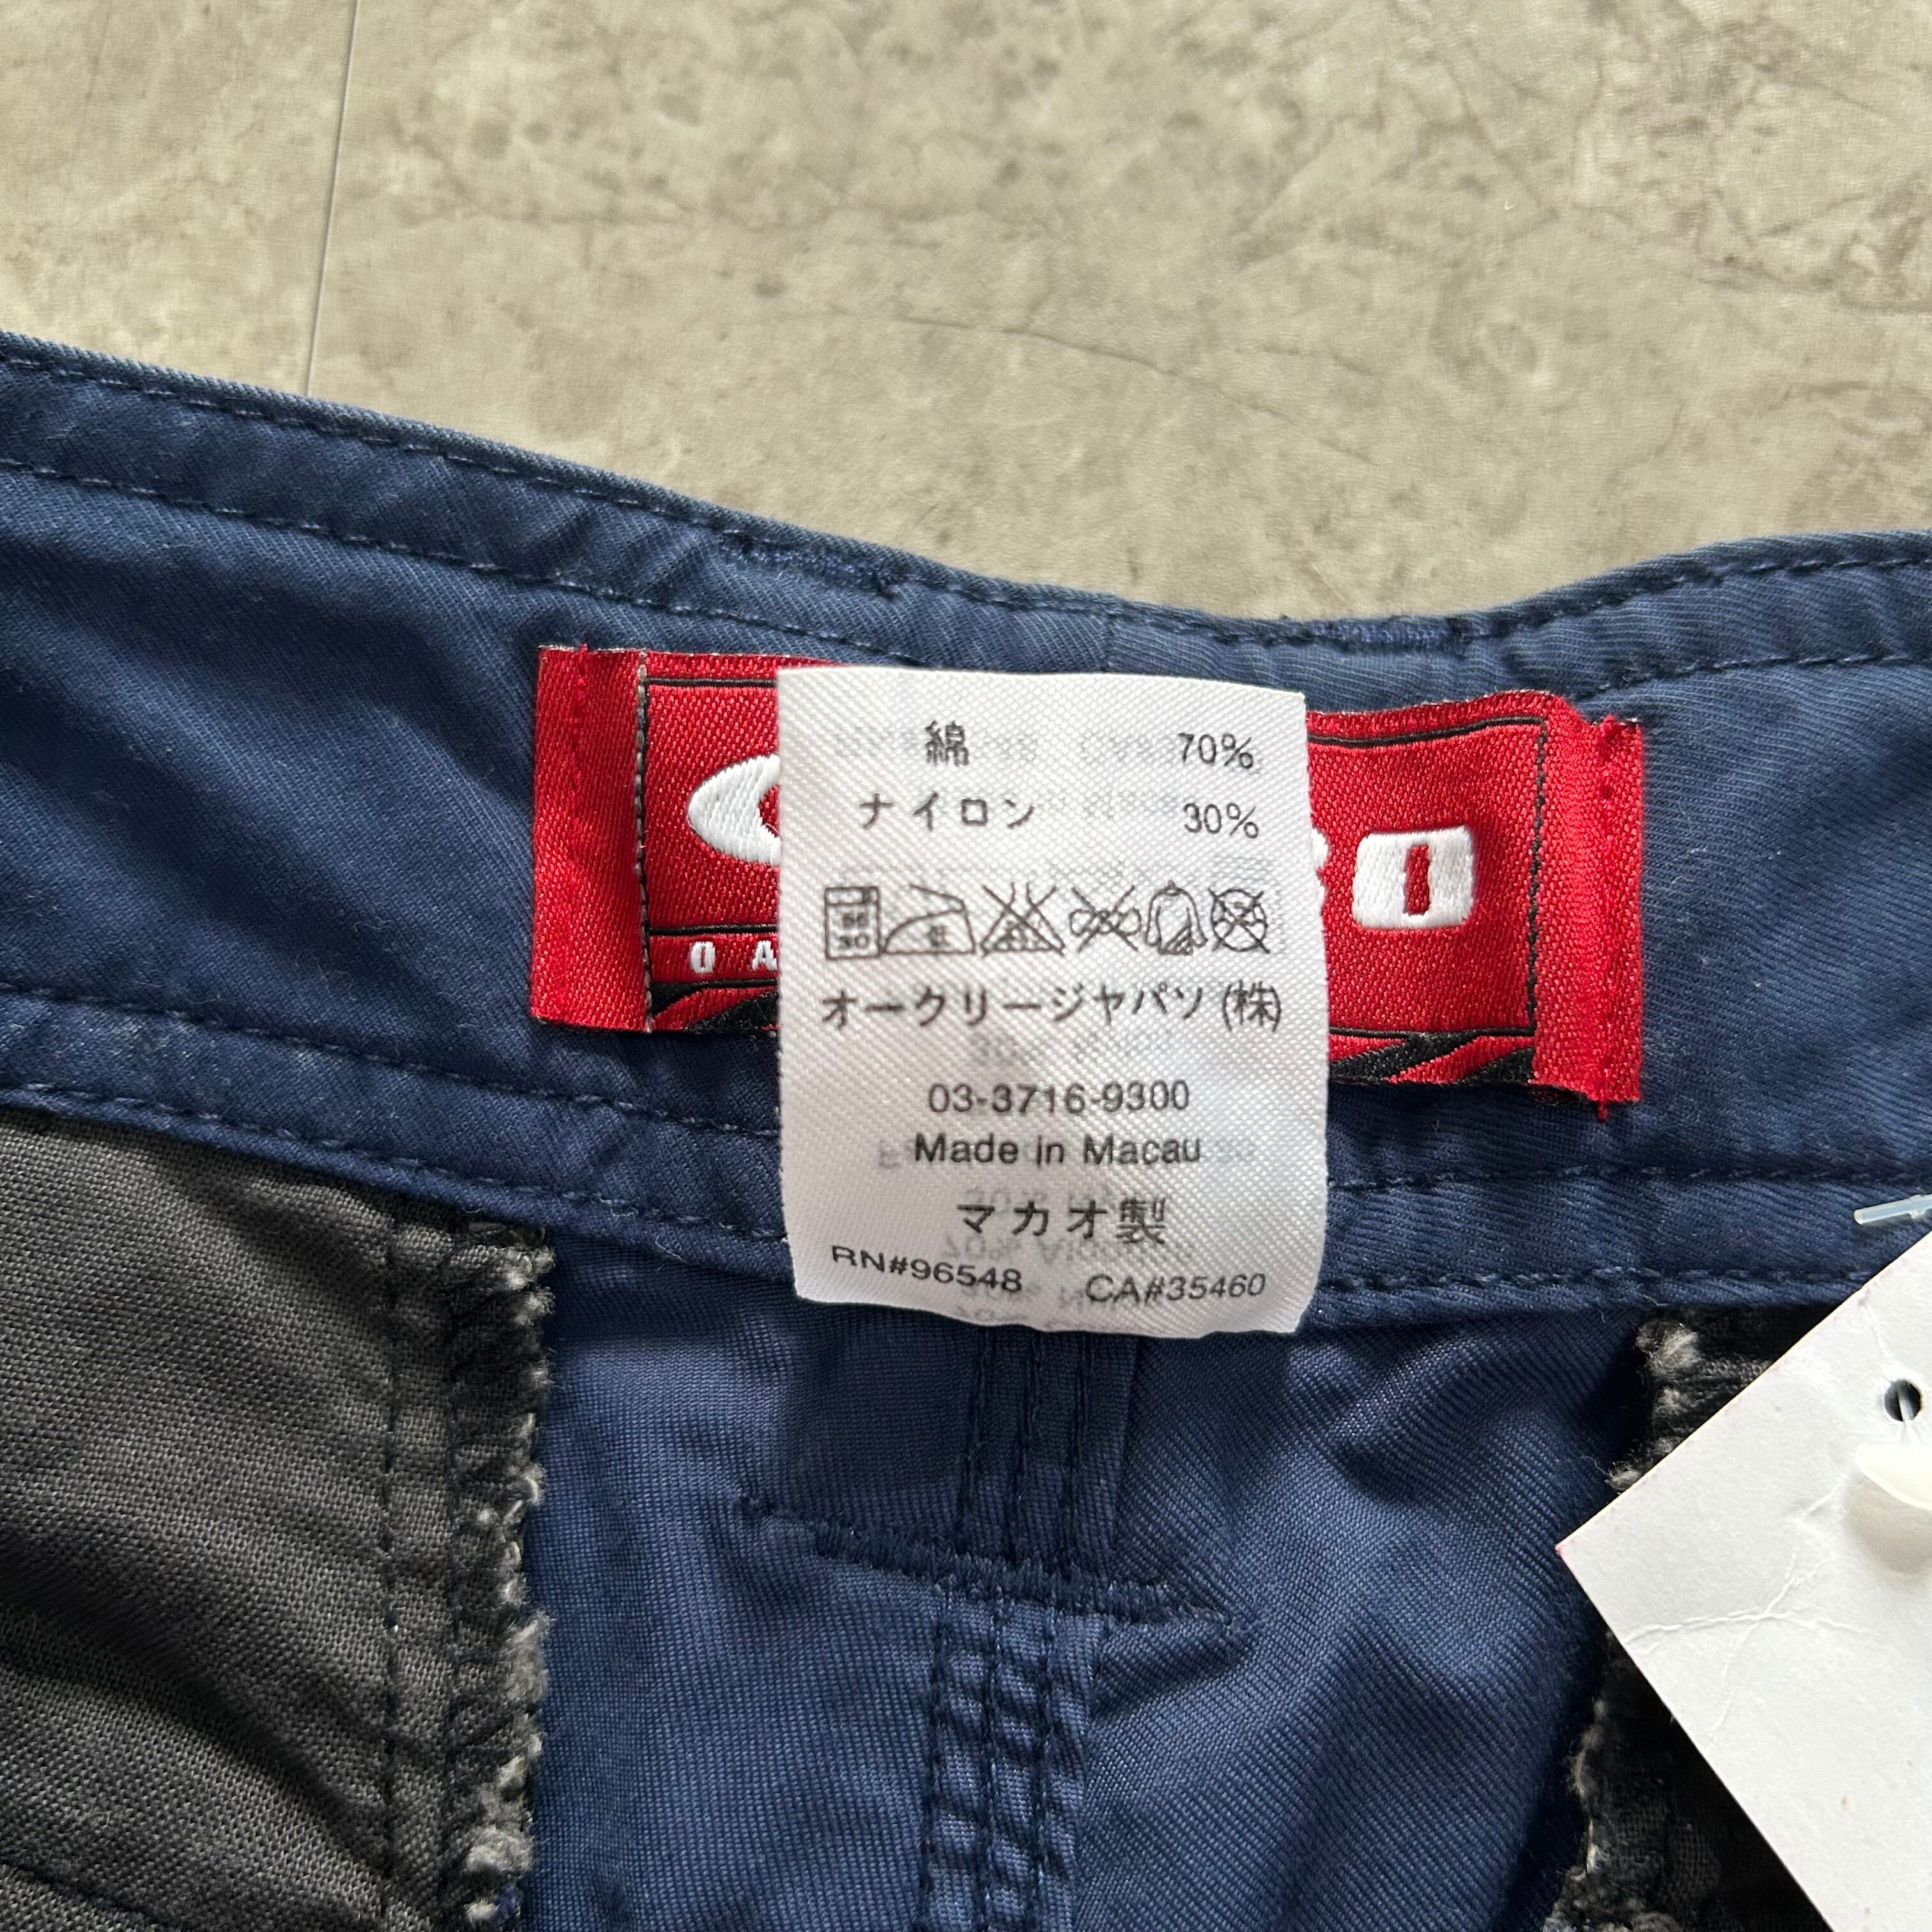 綿 70%
ナイロン 30%
オークリージャパン (株)
03-3716-9300
Made in Macau
マカオ製
RN#96548 CA#35460